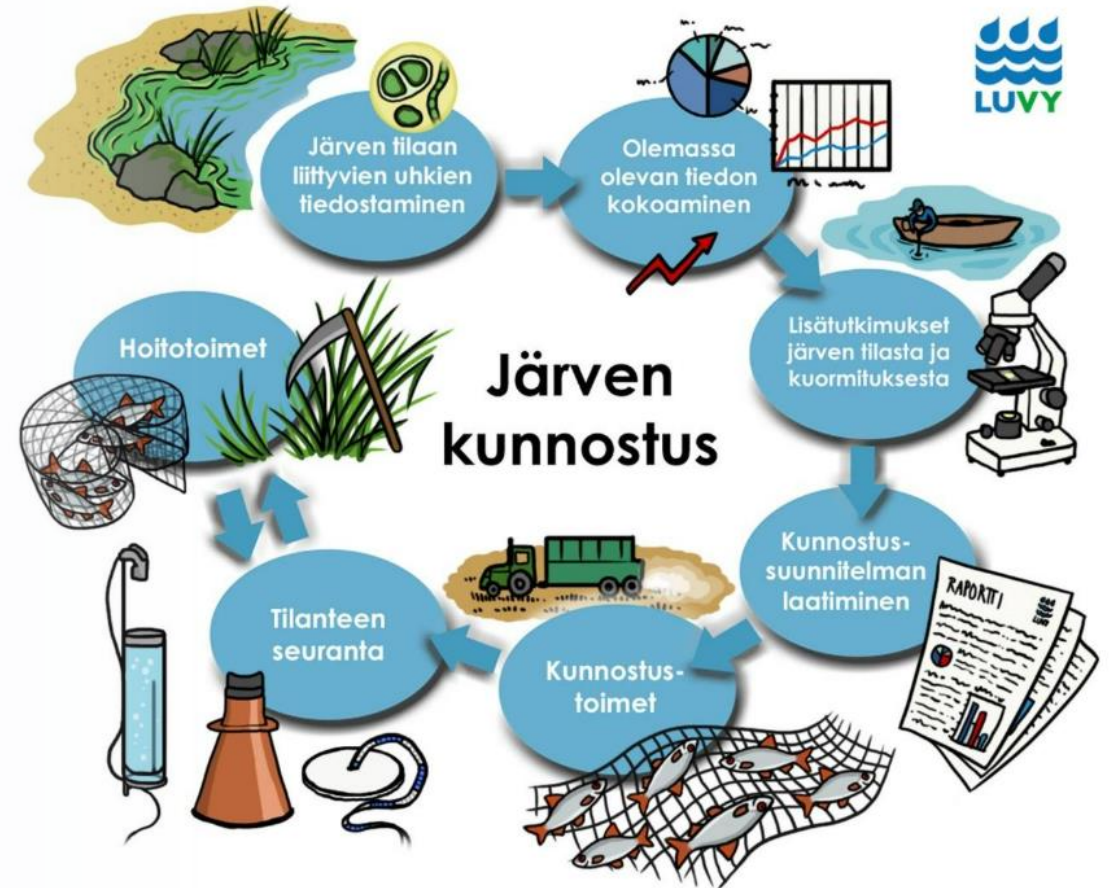 LUVY
Järven tilaan
liittyvien uhkien
tiedostaminen
Olemassa
olevan tiedon
kokoaminen
Lisätutkimukset
järven tilasta ja
kuormituksesta
Hoitotoimet
Järven
kunnostus
Kunnostus-
suunnitelman
laatiminen
RAPORTTI
LUVY
Tilanteen
seuranta
Kunnostus-
toimet